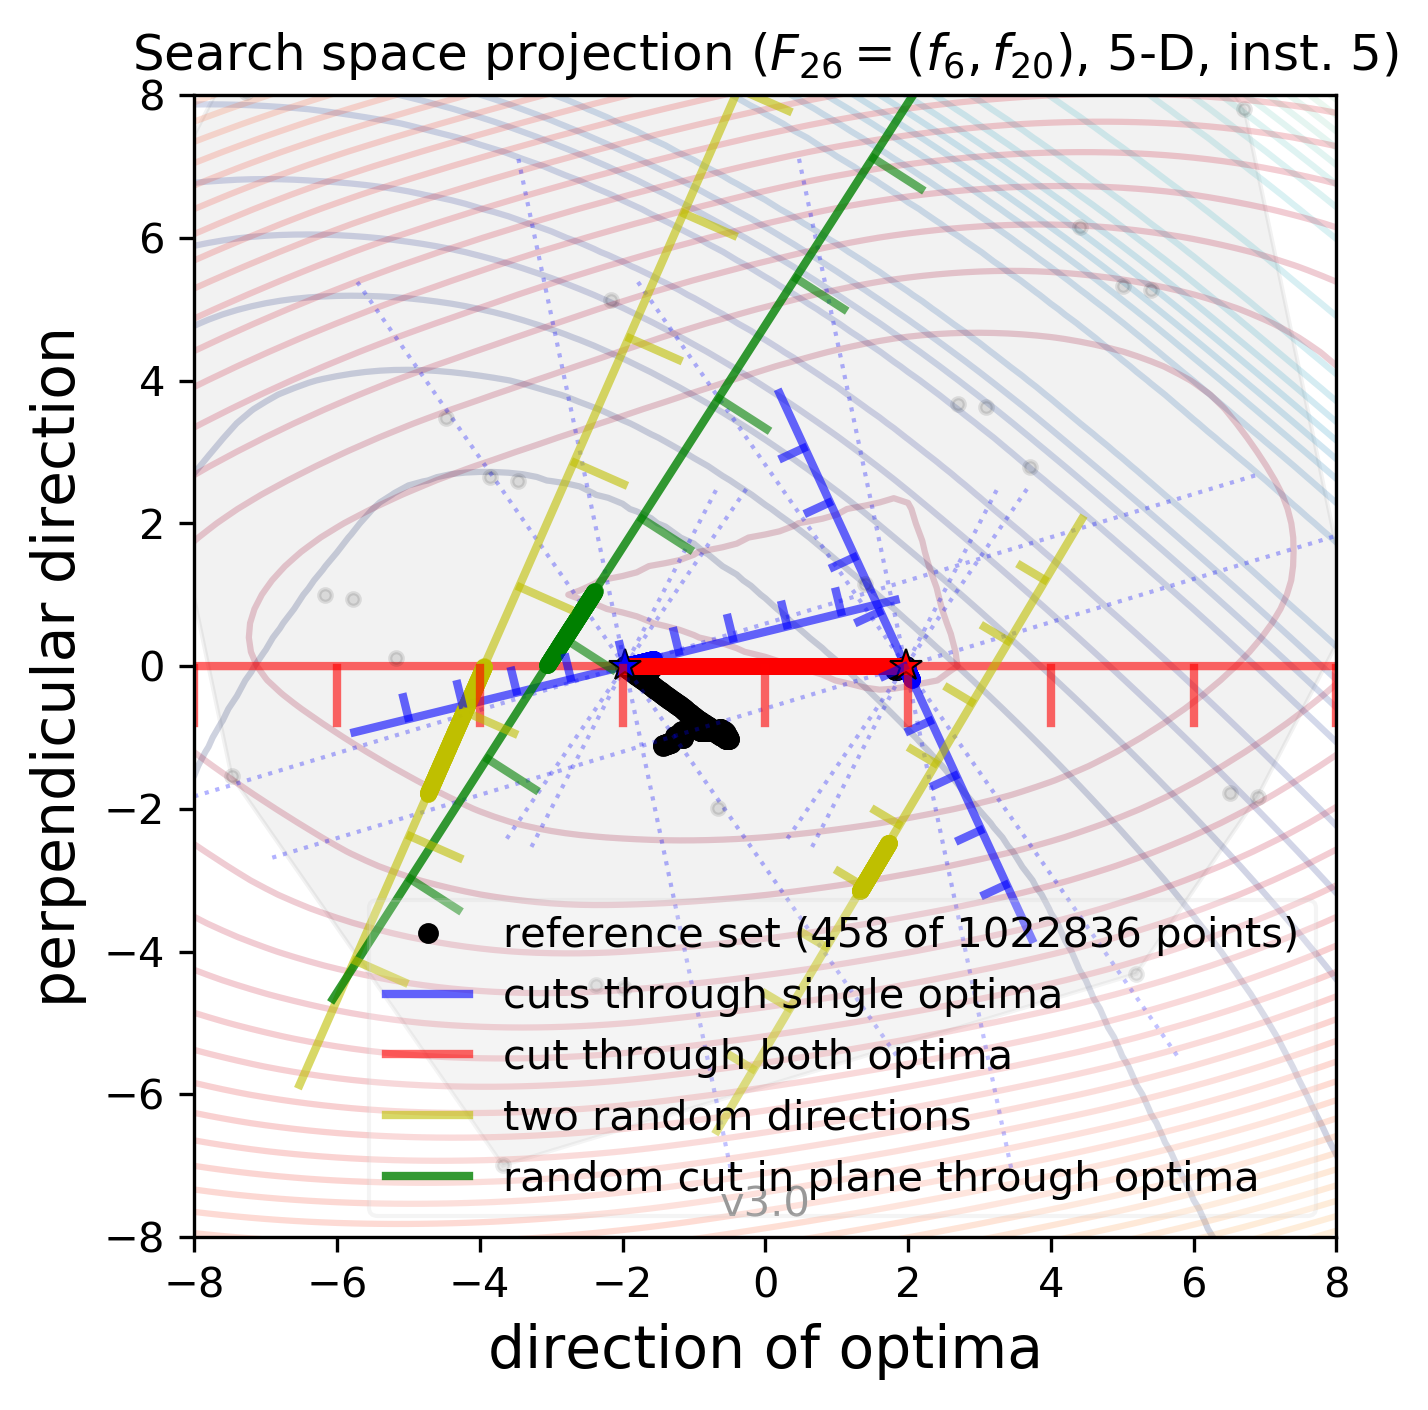 Search space projection (F₂₆ = (f₆, f₂₀), 5-D, inst. 5)
8
6
4
2
0
−2
−4
−6
−8
perpendicular direction
reference set (458 of 1022836 points)
cuts through single optima
cut through both optima
two random directions
random cut in plane through optima
v3.0
−8 −6 −4 −2 0 2 4 6 8
direction of optima